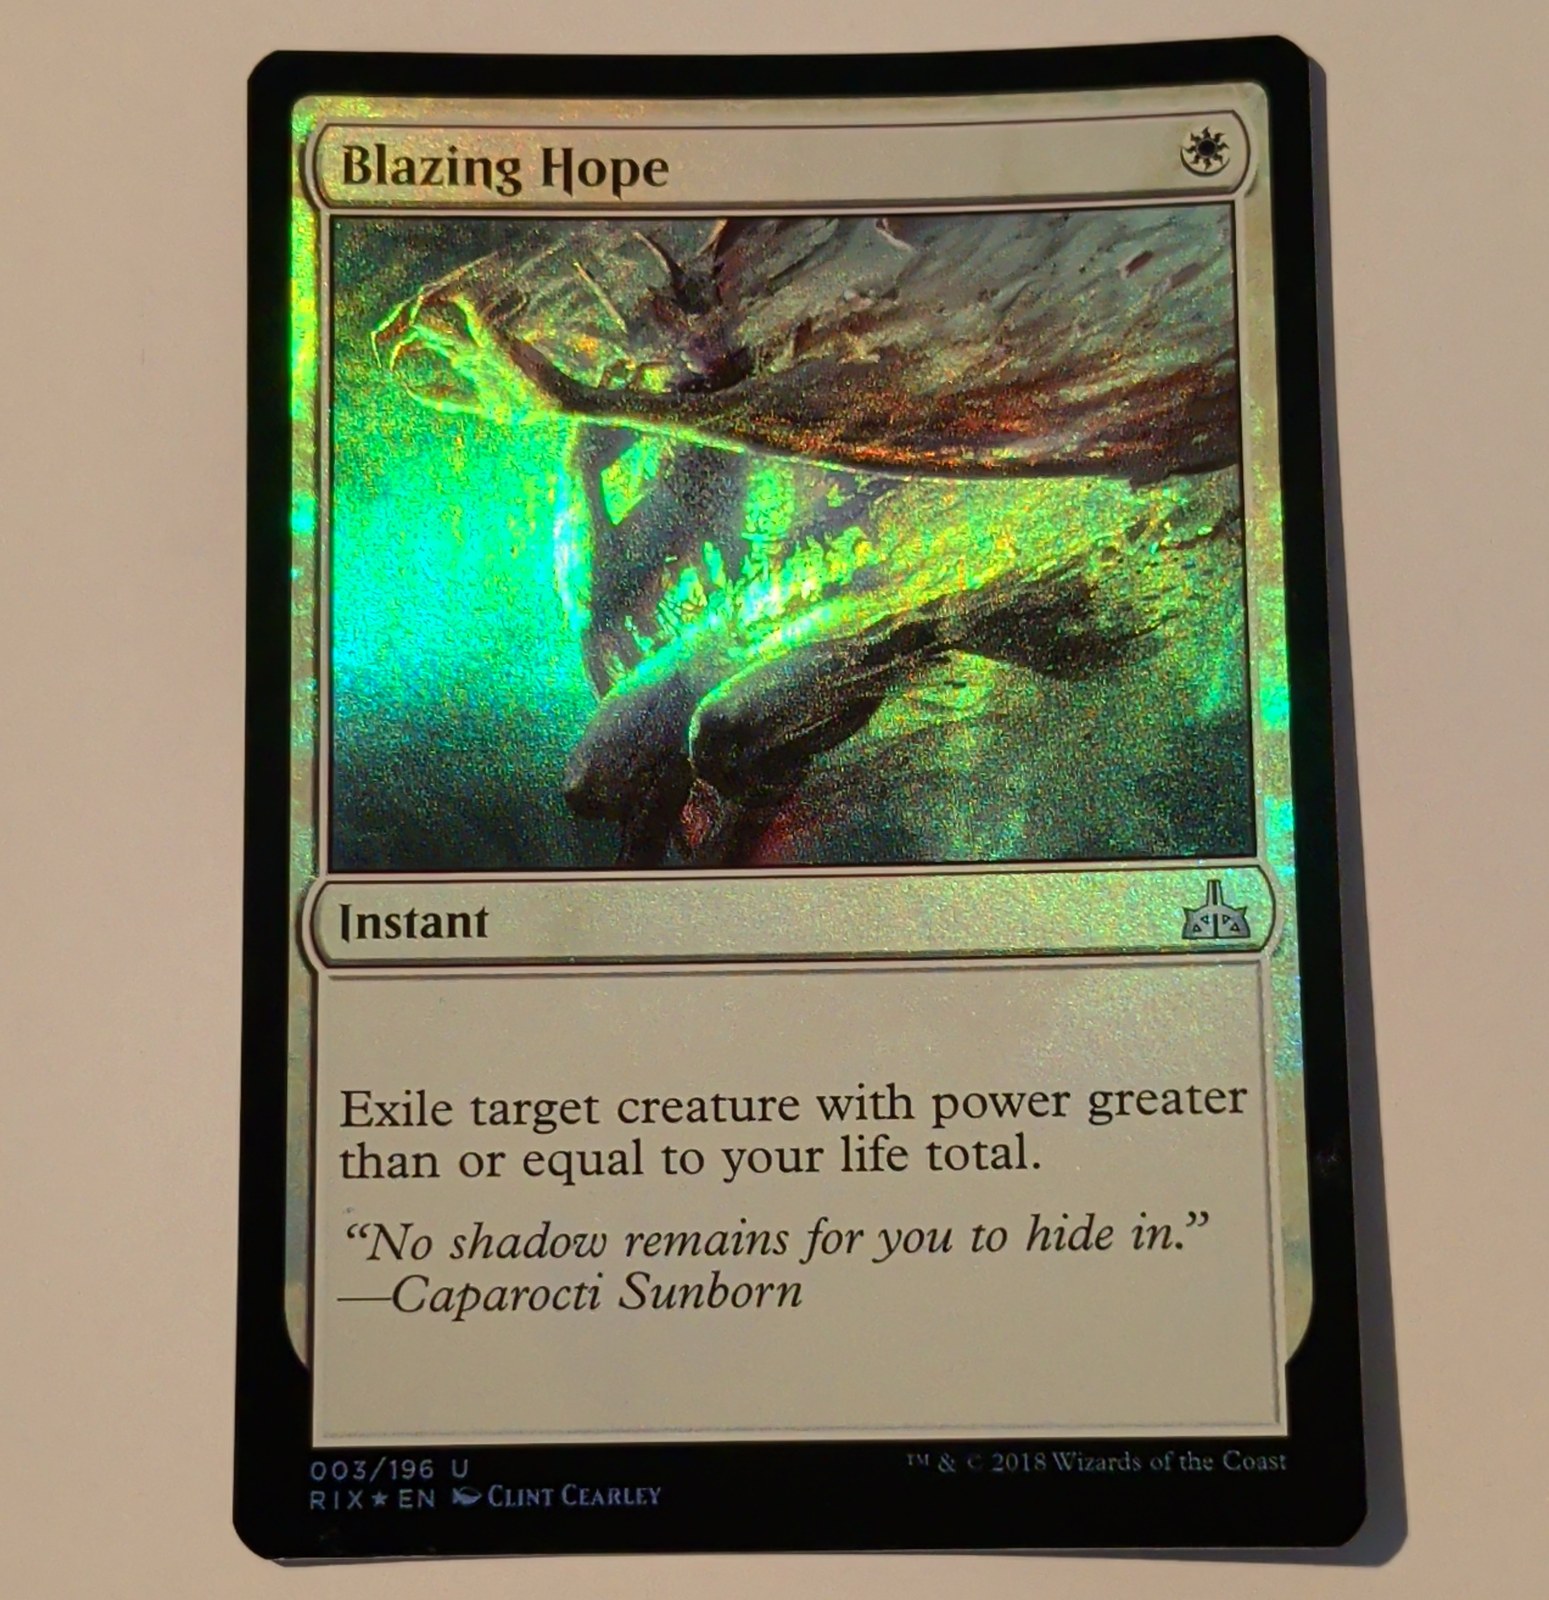 Blazing Hope
Instant
Exile target creature with power greater
than or equal to your life total.
“No shadow remains for you to hide in.”
—Caparocti Sunborn
003/196 U
RIX★EN CLINT CEARLEY
™ & © 2018 Wizards of the Coast